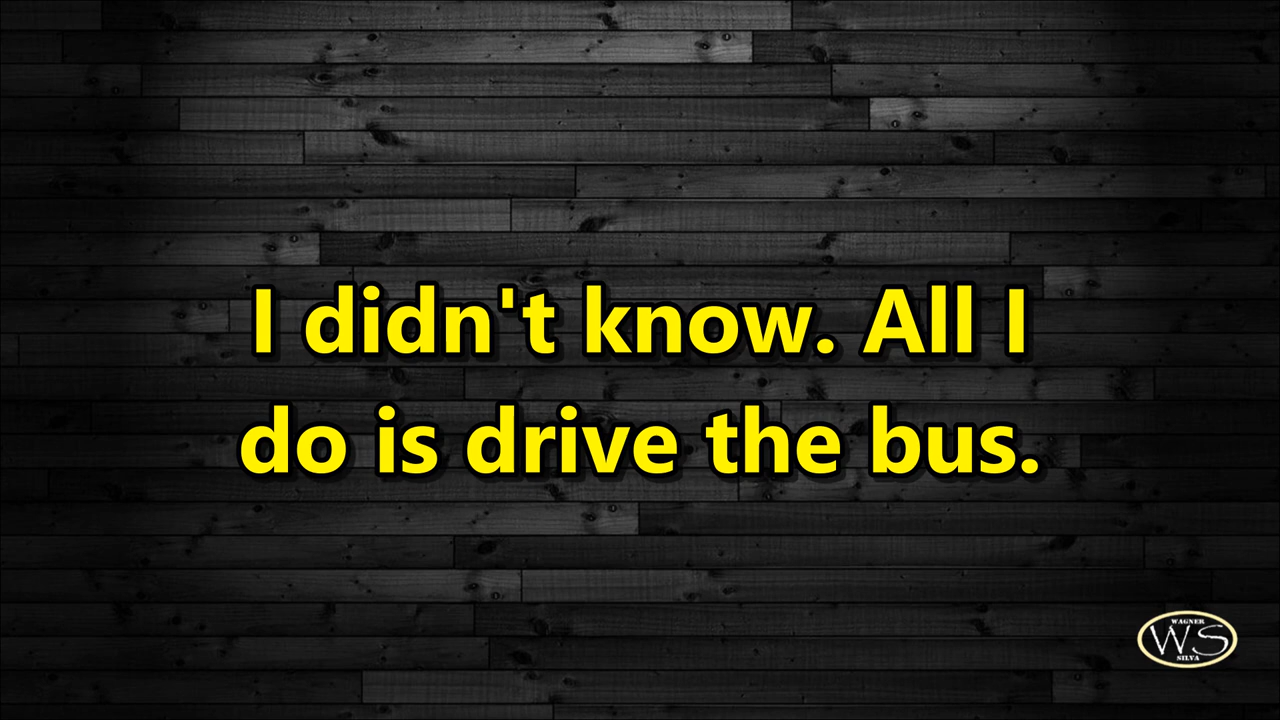 I didn't know. All I
do is drive the bus.
WAGNER
WS
SILVA